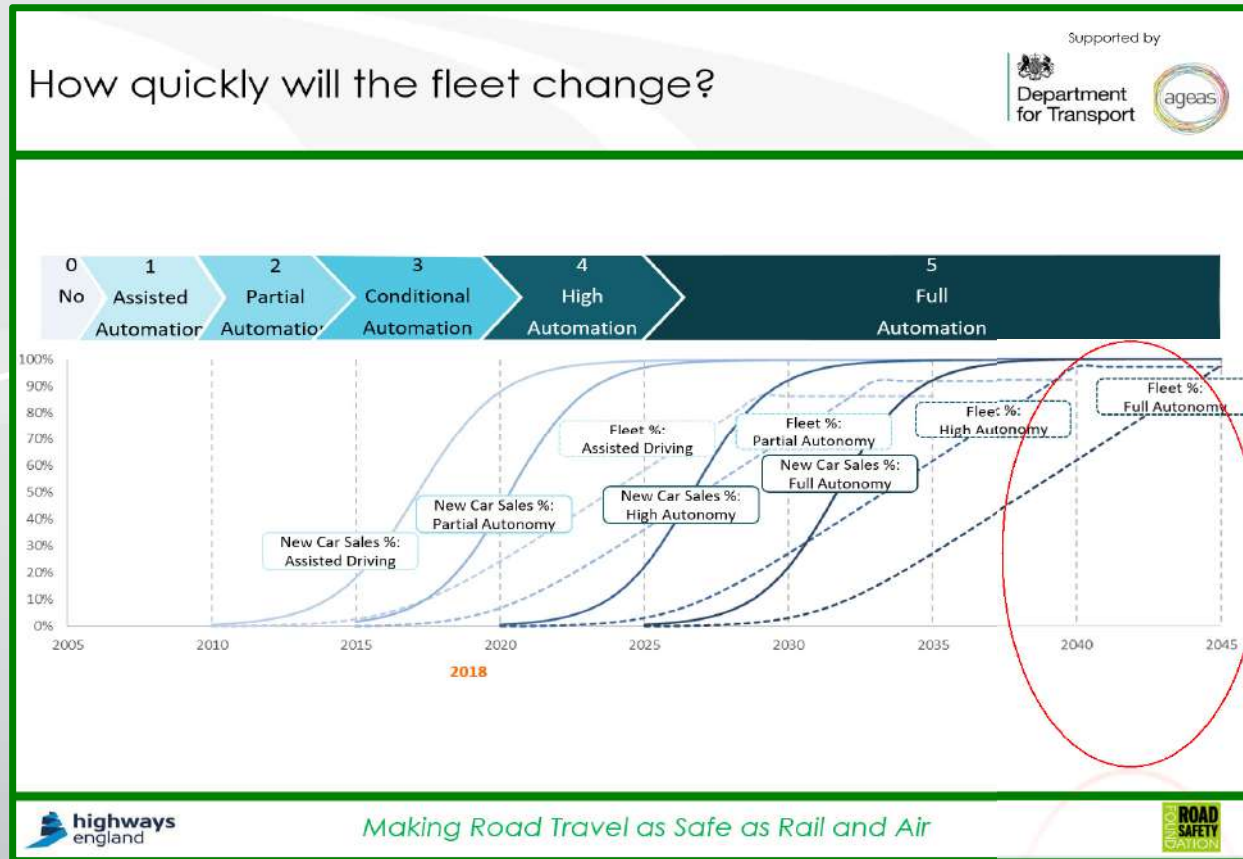 Supported by
How quickly will the fleet change?
Department
for Transport
ageas
0
No
1
Assisted
Automation
2
Partial
Automation
3
Conditional
Automation
4
High
Automation
5
Full
Automation
100%
90%
80%
70%
60%
50%
40%
30%
20%
10%
0%
Fleet %:
Assisted Driving
Fleet %:
Partial Autonomy
Fleet %:
High Autonomy
Fleet %:
Full Autonomy
New Car Sales %:
Assisted Driving
New Car Sales %:
Partial Autonomy
New Car Sales %:
High Autonomy
New Car Sales %:
Full Autonomy
2005
2010
2015
2020
2025
2030
2035
2040
2045
2018
highways
england
Making Road Travel as Safe as Rail and Air
ROAD
SAFETY
FOUNDATION